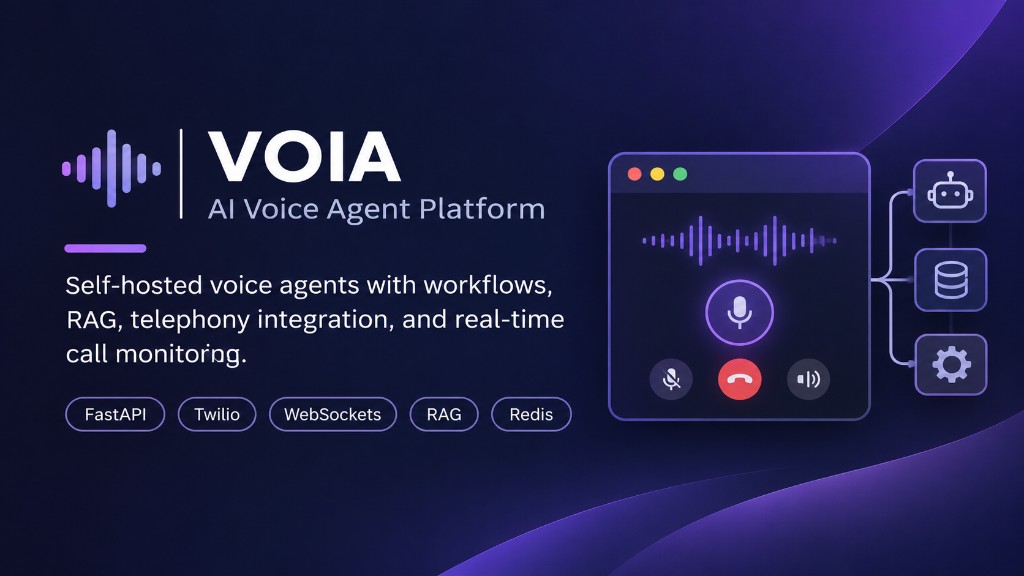 VOIA
AI Voice Agent Platform
Self-hosted voice agents with workflows,
RAG, telephony integration, and real-time
call monitoring.
FastAPI
Twilio
WebSockets
RAG
Redis